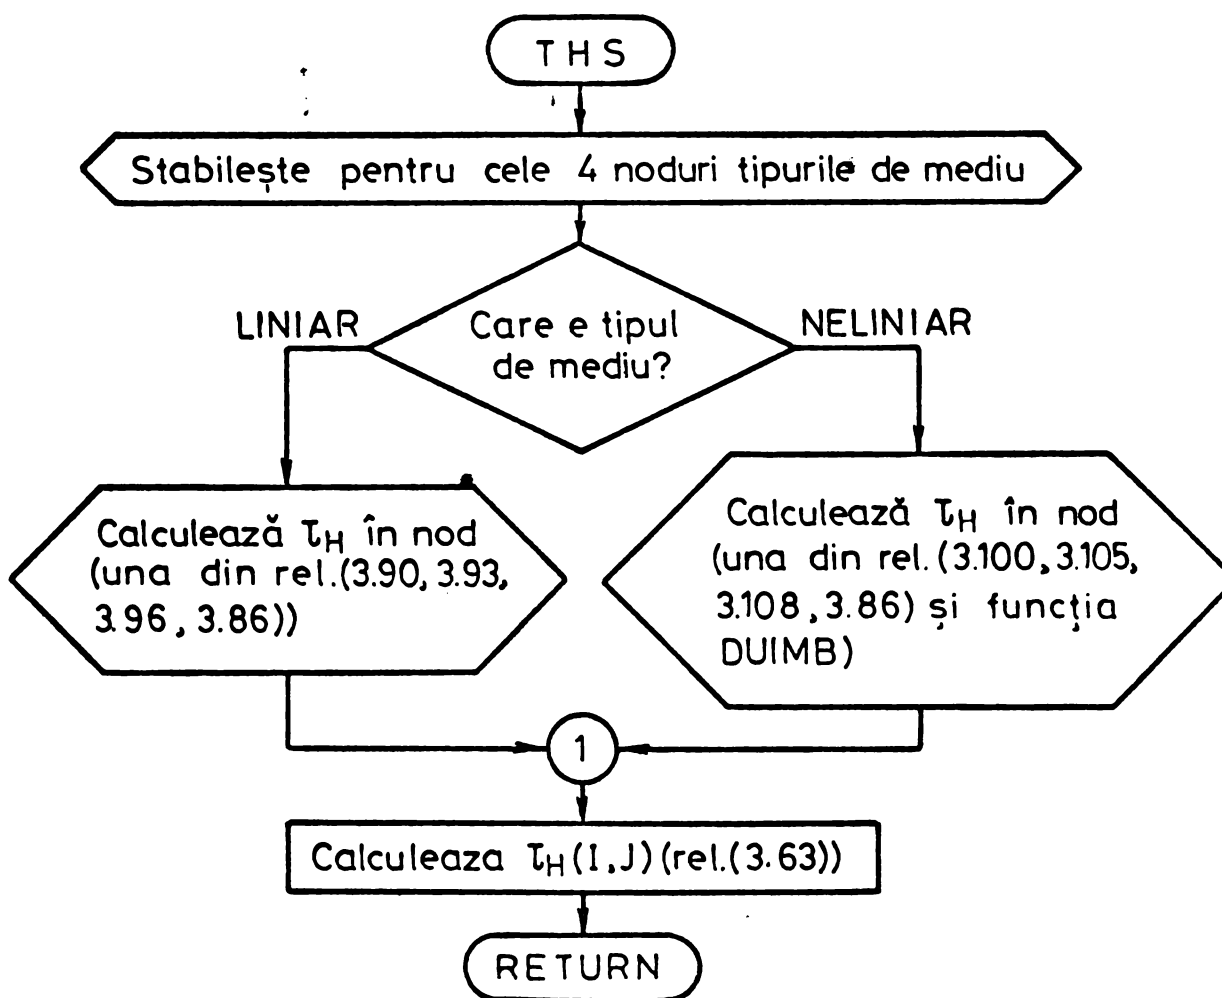 THS
Stabilește pentru cele 4 noduri tipurile de mediu
LINIAR
Care e tipul
de mediu?
NELINIAR
Calculează τH în nod
(una din rel.(3.90, 3.93,
3.96, 3.86))
Calculează τH în nod
(una din rel.(3.100, 3.105,
3.108, 3.86) și funcția
DUIMB)
1
Calculeaza τH(I,J)(rel.(3.63))
RETURN